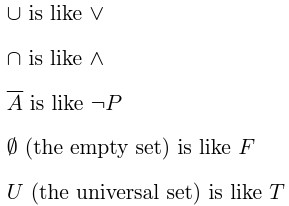 ∪ is like ∨
∩ is like ∧
A̅ is like ¬P
∅ (the empty set) is like F
U (the universal set) is like T